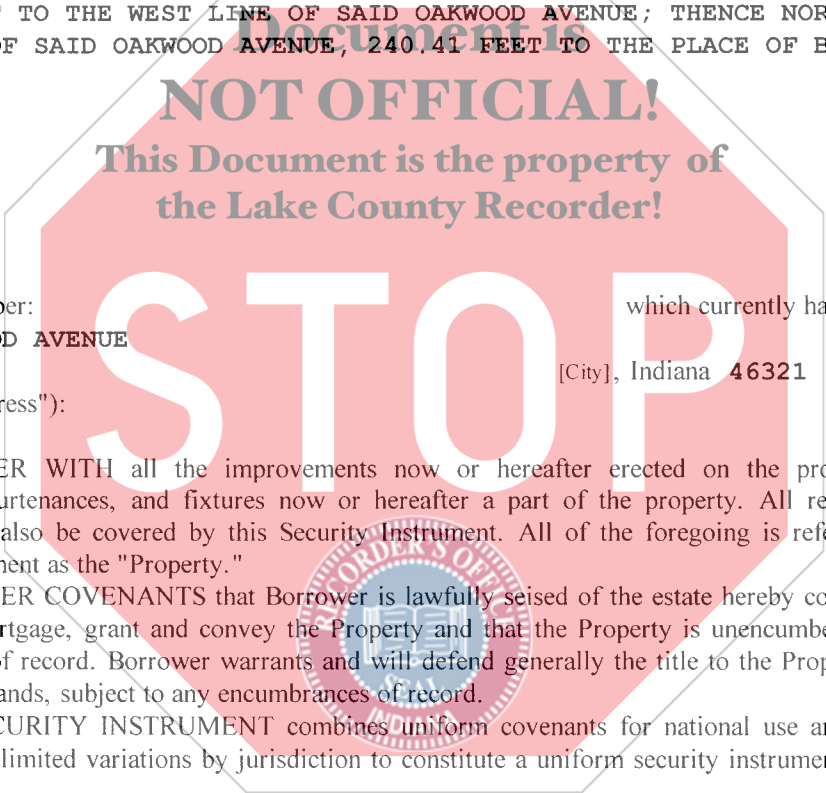 TO THE WEST LINE OF SAID OAKWOOD AVENUE; THENCE NOR
OF SAID OAKWOOD AVENUE, 240.41 FEET TO THE PLACE OF B
Document is
NOT OFFICIAL!
This Document is the property of
the Lake County Recorder!
STOP
ber: which currently ha
OD AVENUE
[City], Indiana 46321
ress"):
ER WITH all the improvements now or hereafter erected on the pro
urtenances, and fixtures now or hereafter a part of the property. All re
also be covered by this Security Instrument. All of the foregoing is refe
ment as the "Property."
ER COVENANTS that Borrower is lawfully seised of the estate hereby co
rtgage, grant and convey the Property and that the Property is unencumbe
of record. Borrower warrants and will defend generally the title to the Prop
ands, subject to any encumbrances of record.
CURITY INSTRUMENT combines uniform covenants for national use an
limited variations by jurisdiction to constitute a uniform security instrumen
RECORDER'S OFFICE
SEAL
INDIANA